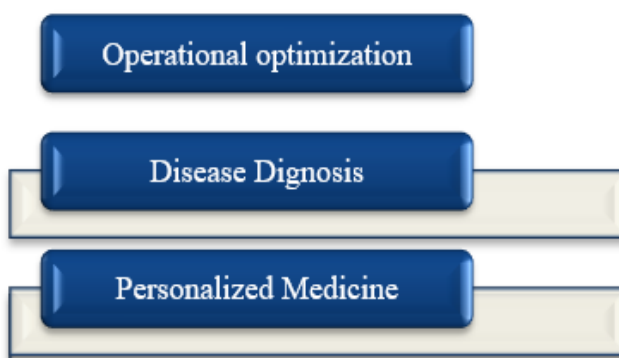 Operational optimization
Disease Dignosis
Personalized Medicine